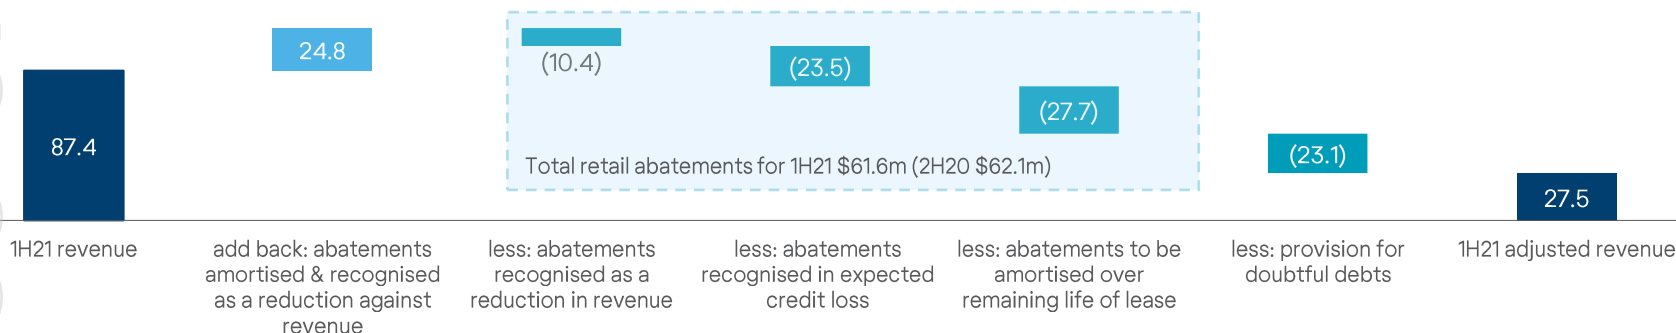 24.8
(10.4)
(23.5)
(27.7)
87.4
Total retail abatements for 1H21 $61.6m (2H20 $62.1m)
(23.1)
27.5
1H21 revenue
add back: abatements
amortised & recognised
as a reduction against
revenue
less: abatements
recognised as a
reduction in revenue
less: abatements
recognised in expected
credit loss
less: abatements to be
amortised over
remaining life of lease
less: provision for
doubtful debts
1H21 adjusted revenue